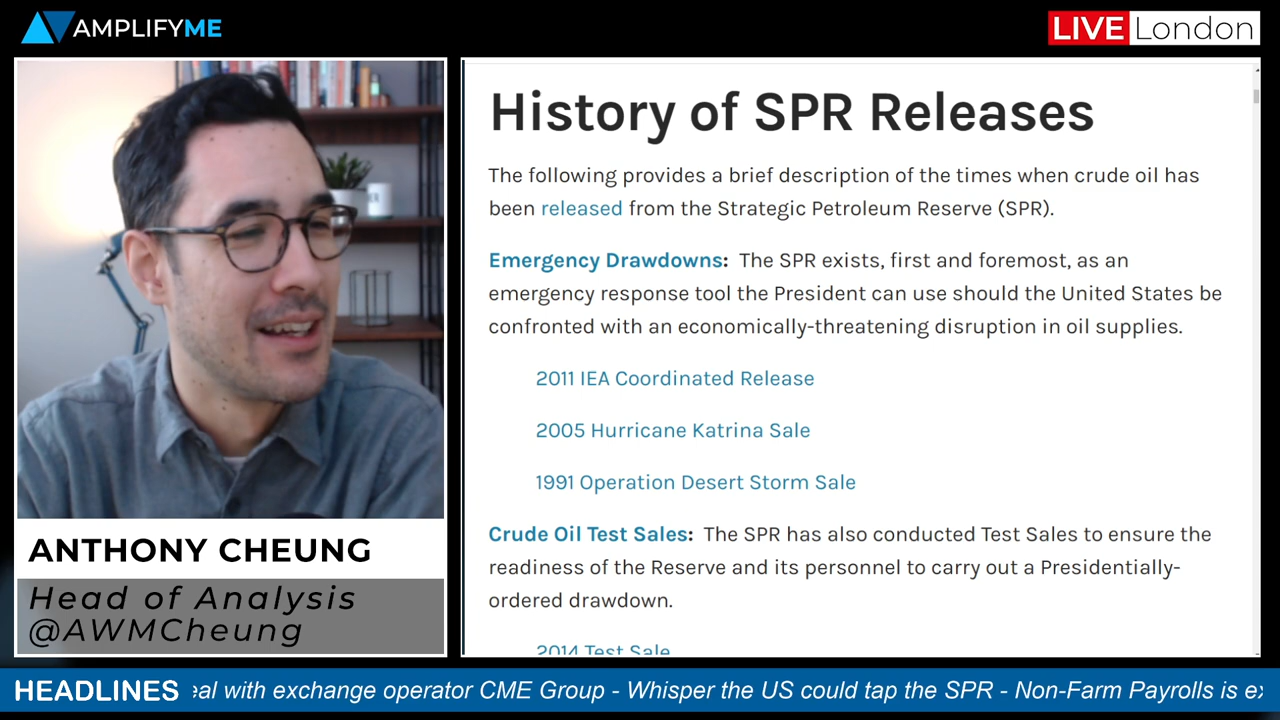 AMPLIFYME
LIVE London
History of SPR Releases
The following provides a brief description of the times when crude oil has
been released from the Strategic Petroleum Reserve (SPR).
Emergency Drawdowns: The SPR exists, first and foremost, as an
emergency response tool the President can use should the United States be
confronted with an economically-threatening disruption in oil supplies.
2011 IEA Coordinated Release
2005 Hurricane Katrina Sale
1991 Operation Desert Storm Sale
Crude Oil Test Sales: The SPR has also conducted Test Sales to ensure the
readiness of the Reserve and its personnel to carry out a Presidentially-
ordered drawdown.
2014 Test Sale
ANTHONY CHEUNG
Head of Analysis
@AWMCheung
HEADLINES eal with exchange operator CME Group - Whisper the US could tap the SPR - Non-Farm Payrolls is ex